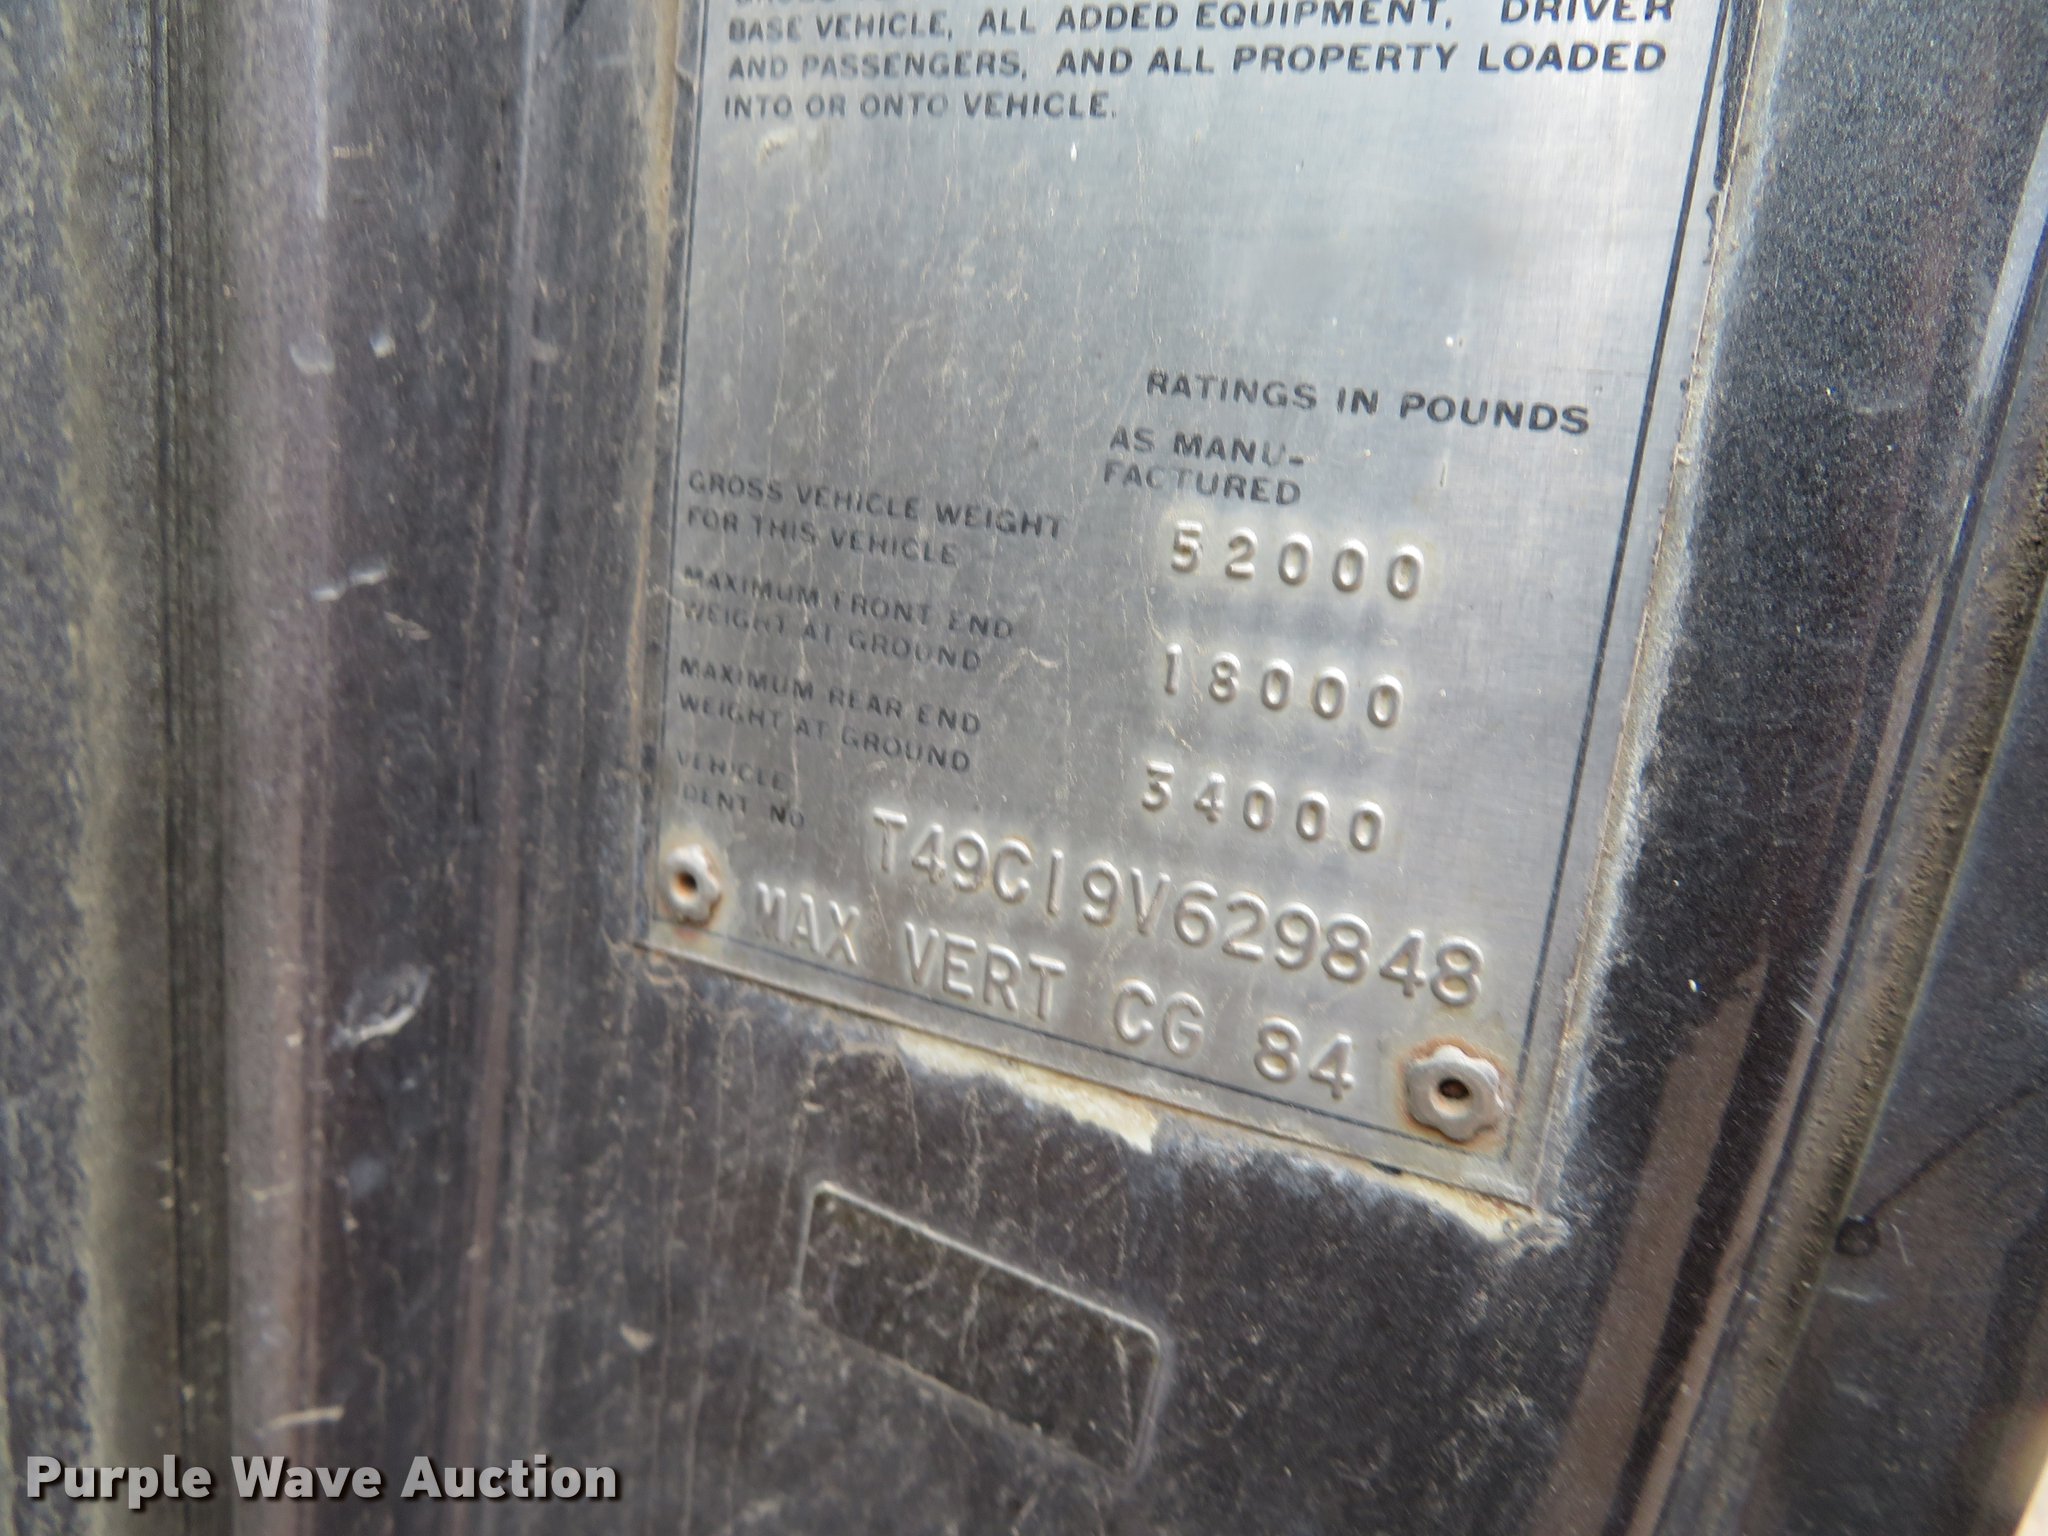 BASE VEHICLE, ALL ADDED EQUIPMENT, DRIVER
AND PASSENGERS, AND ALL PROPERTY LOADED
INTO OR ONTO VEHICLE.
RATINGS IN POUNDS
AS MANU-
FACTURED
GROSS VEHICLE WEIGHT
FOR THIS VEHICLE
52000
MAXIMUM FRONT END
WEIGHT AT GROUND
18000
MAXIMUM REAR END
WEIGHT AT GROUND
34000
VEHICLE
IDENT NO
T49CI9V629848
MAX VERT CG 84
Purple Wave Auction